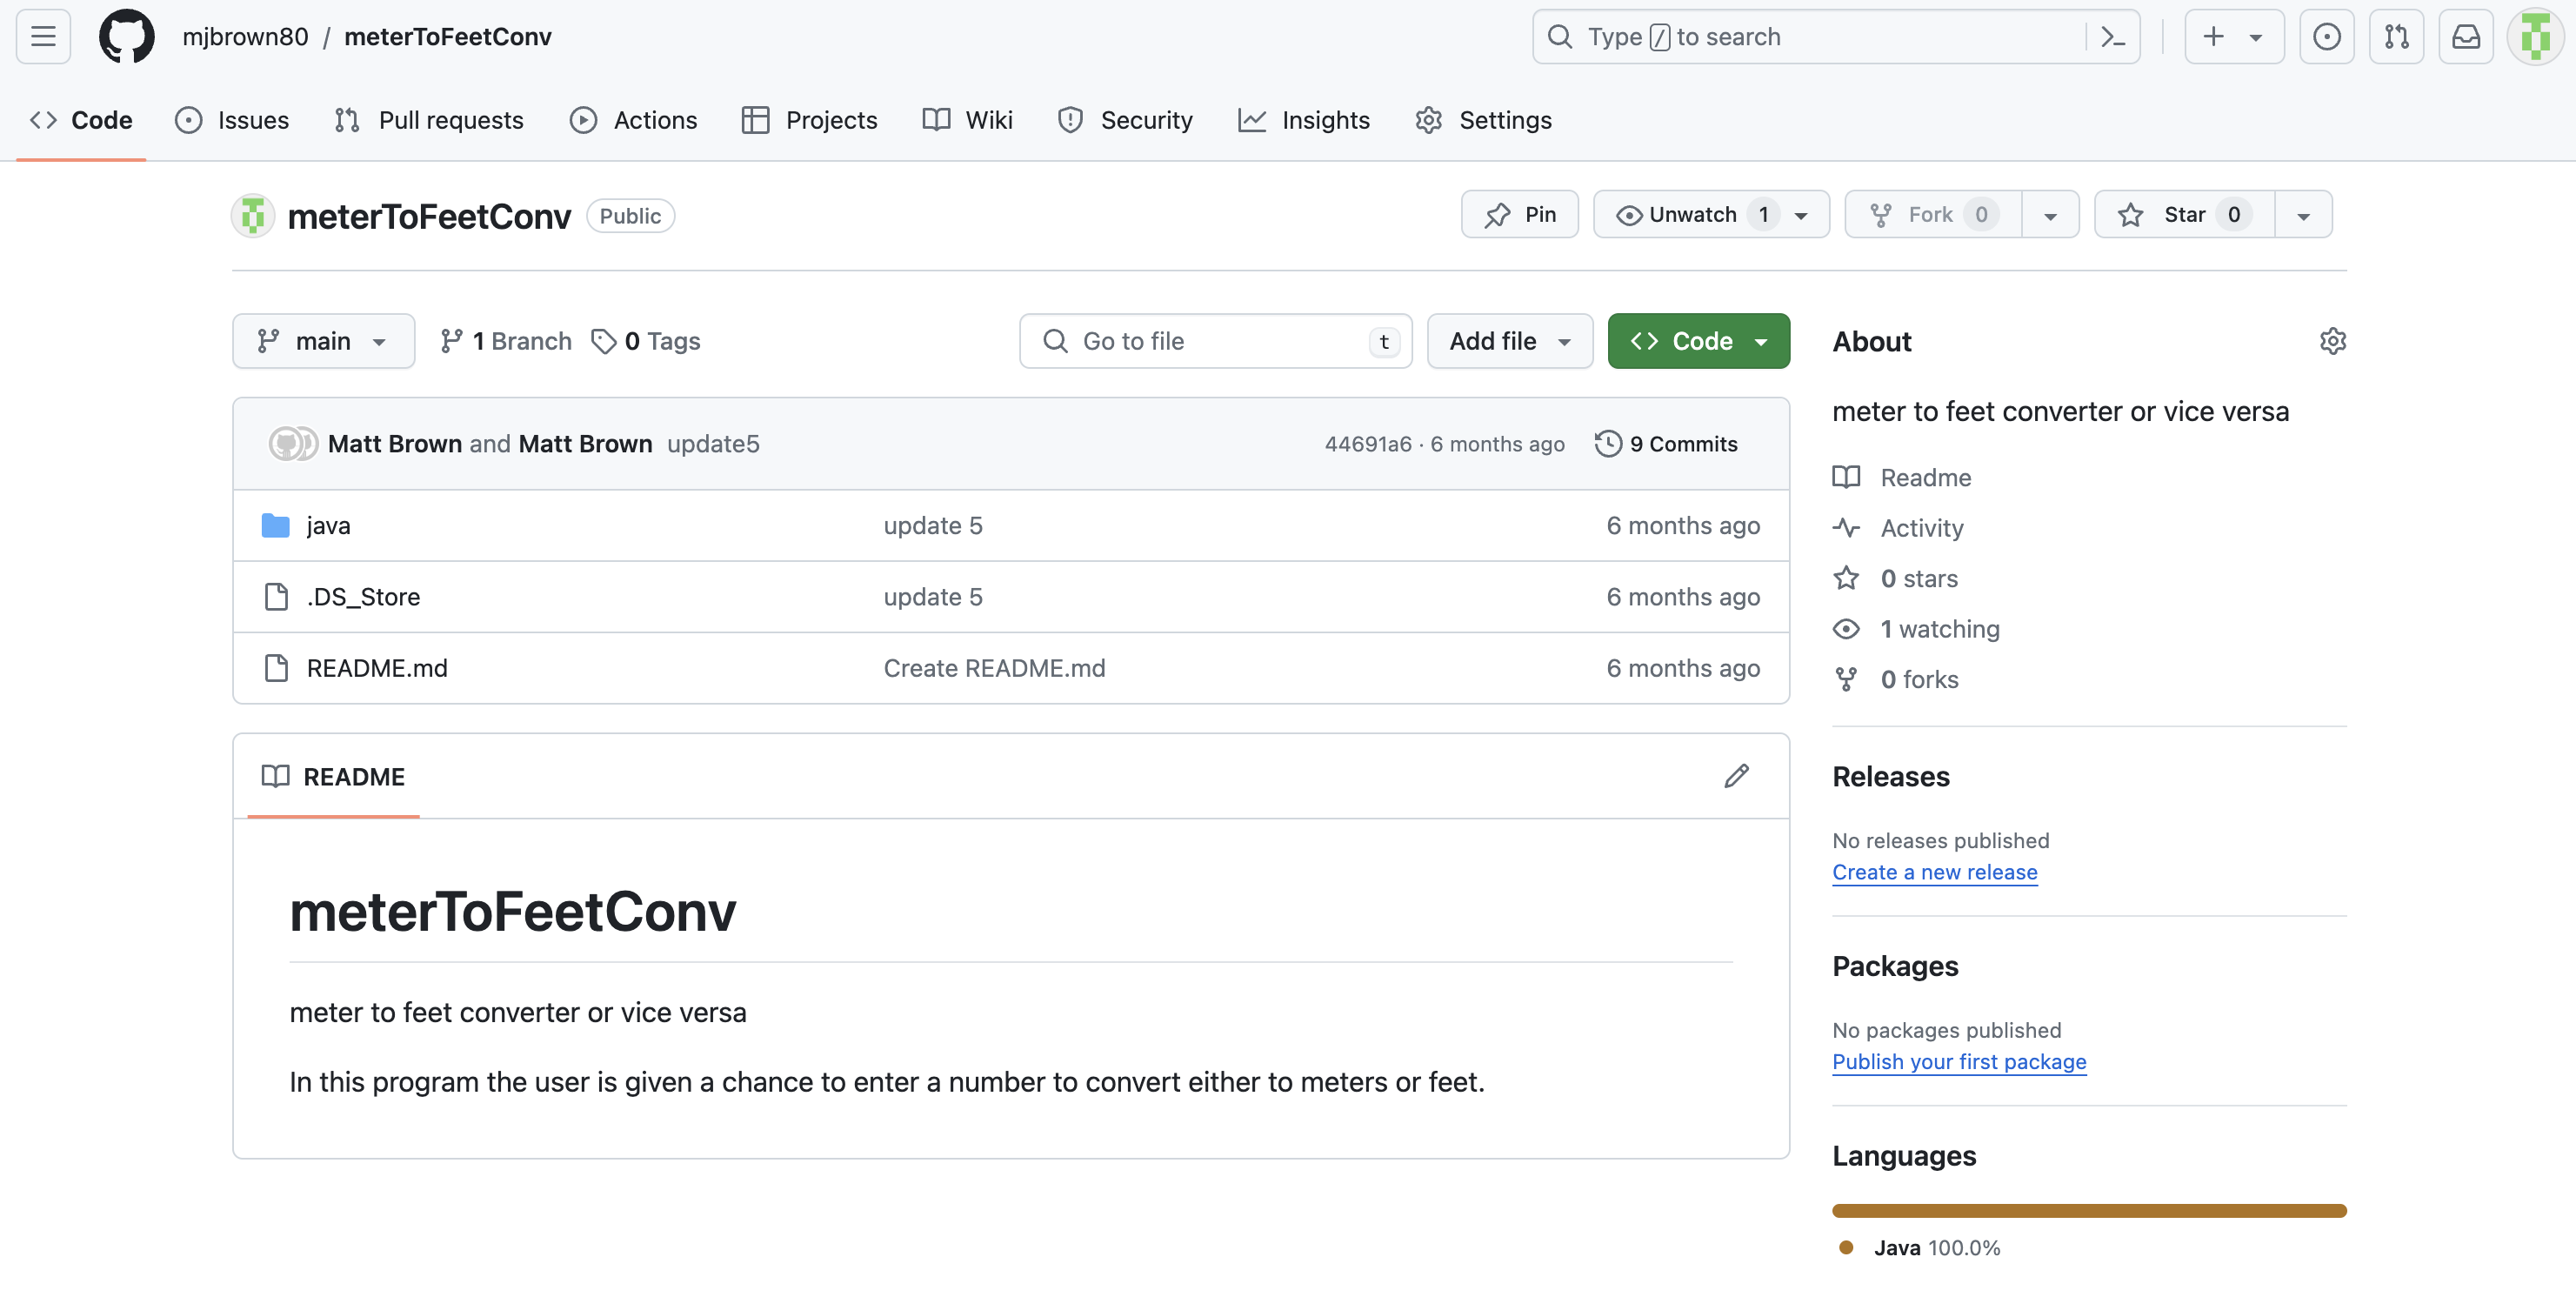 mjbrown80 / meterToFeetConv
Type / to search
Code Issues Pull requests Actions Projects Wiki Security Insights Settings
meterToFeetConv Public
Pin Unwatch 1 Fork 0 Star 0
main 1 Branch 0 Tags Go to file t Add file Code
Matt Brown and Matt Brown update5 44691a6 · 6 months ago 9 Commits
java update 5 6 months ago
.DS_Store update 5 6 months ago
README.md Create README.md 6 months ago
README
meterToFeetConv
meter to feet converter or vice versa
In this program the user is given a chance to enter a number to convert either to meters or feet.
About
meter to feet converter or vice versa
Readme
Activity
0 stars
1 watching
0 forks
Releases
No releases published
Create a new release
Packages
No packages published
Publish your first package
Languages
Java 100.0%